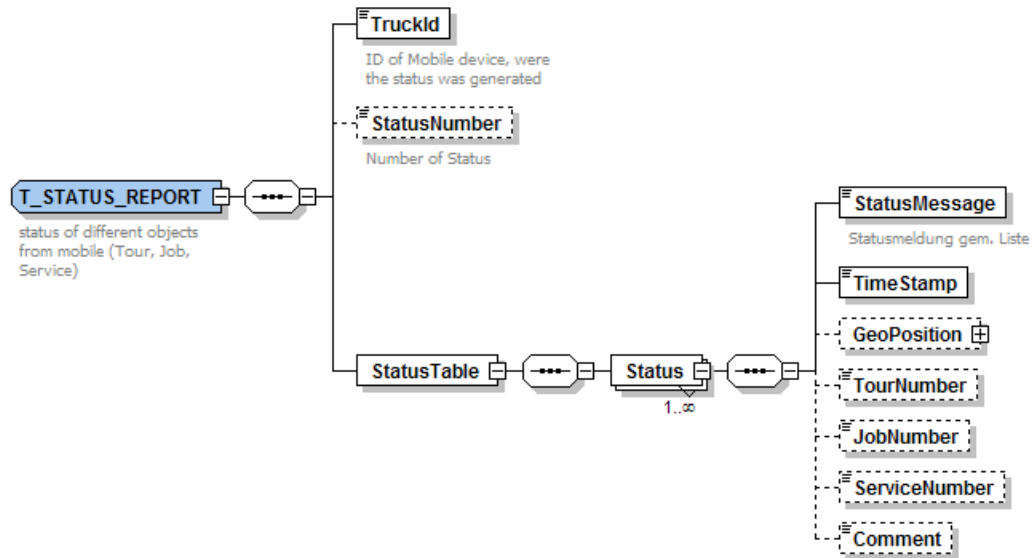 TruckId
ID of Mobile device, were
the status was generated
StatusNumber
Number of Status
T_STATUS_REPORT
status of different objects
from mobile (Tour, Job,
Service)
StatusTable
Status
1..∞
StatusMessage
Statusmeldung gem. Liste
TimeStamp
GeoPosition
TourNumber
JobNumber
ServiceNumber
Comment